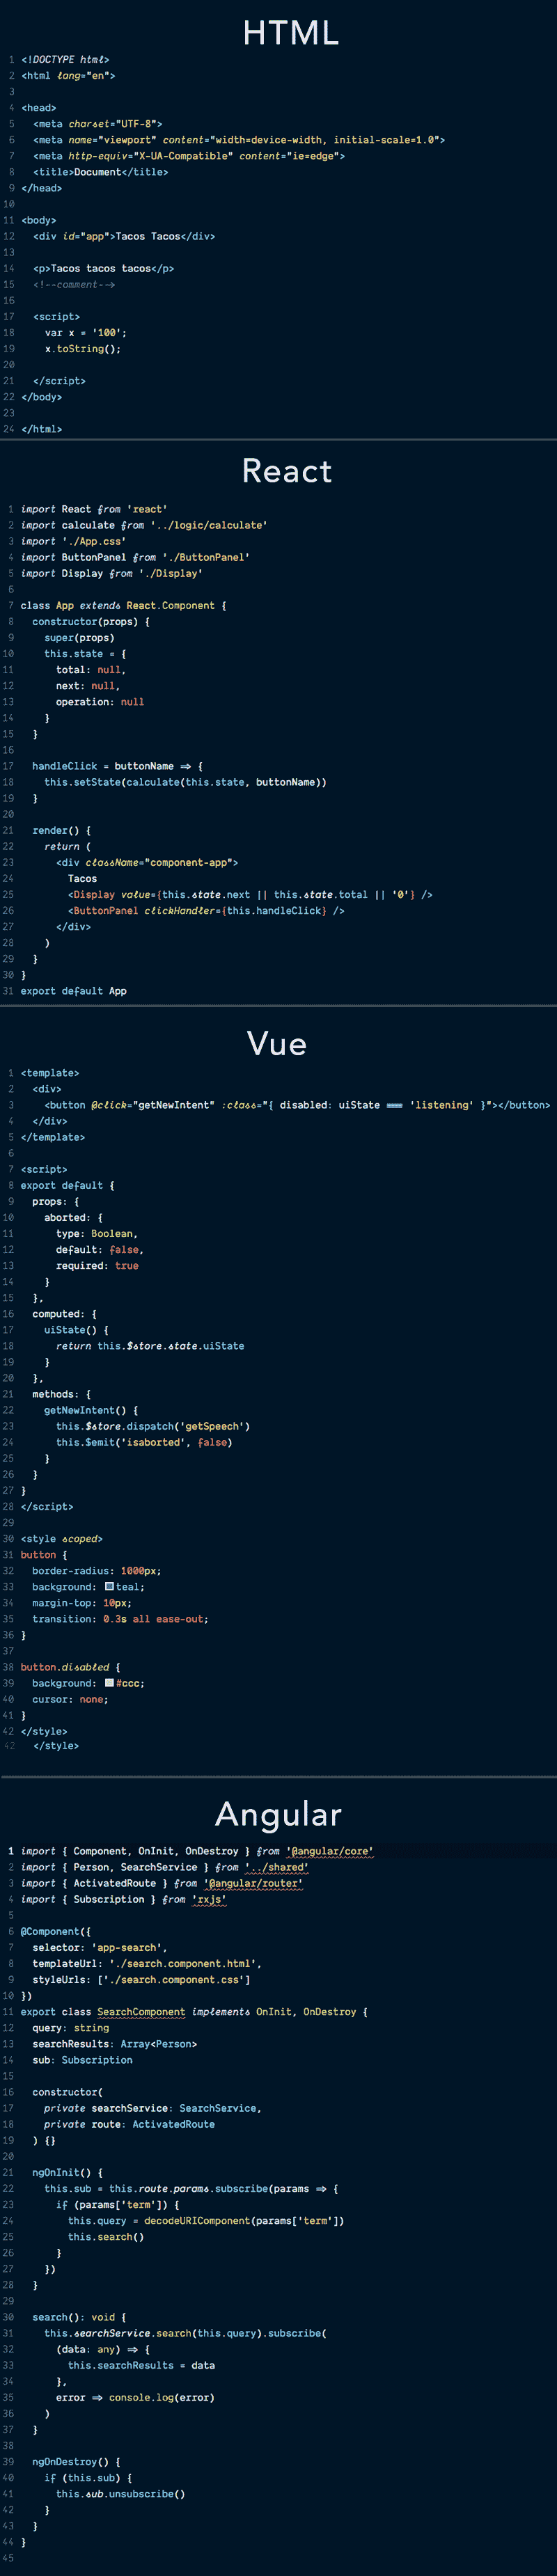 HTML
1 <!DOCTYPE html>
2 <html lang="en">
3
4 <head>
5   <meta charset="UTF-8">
6   <meta name="viewport" content="width=device-width, initial-scale=1.0">
7   <meta http-equiv="X-UA-Compatible" content="ie=edge">
8   <title>Document</title>
9 </head>
10
11 <body>
12   <div id="app">Tacos Tacos</div>
13
14   <p>Tacos tacos tacos</p>
15   <!--comment-->
16
17   <script>
18     var x = '100';
19     x.toString();
20
21   </script>
22 </body>
23
24 </html>
React
1 import React from 'react'
2 import calculate from '../logic/calculate'
3 import './App.css'
4 import ButtonPanel from './ButtonPanel'
5 import Display from './Display'
6
7 class App extends React.Component {
8   constructor(props) {
9     super(props)
10     this.state = {
11       total: null,
12       next: null,
13       operation: null
14     }
15   }
16
17   handleClick = buttonName => {
18     this.setState(calculate(this.state, buttonName))
19   }
20
21   render() {
22     return (
23       <div className="component-app">
24         Tacos
25         <Display value={this.state.next || this.state.total || '0'} />
26         <ButtonPanel clickHandler={this.handleClick} />
27       </div>
28     )
29   }
30 }
31 export default App
Vue
1 <template>
2   <div>
3     <button @click="getNewIntent" :class="{ disabled: uiState === 'listening' }"></button>
4   </div>
5 </template>
6
7 <script>
8 export default {
9   props: {
10     aborted: {
11       type: Boolean,
12       default: false,
13       required: true
14     }
15   },
16   computed: {
17     uiState() {
18       return this.$store.state.uiState
19     }
20   },
21   methods: {
22     getNewIntent() {
23       this.$store.dispatch('getSpeech')
24       this.$emit('isaborted', false)
25     }
26   }
27 }
28 </script>
29
30 <style scoped>
31 button {
32   border-radius: 1000px;
33   background: teal;
34   margin-top: 10px;
35   transition: 0.3s all ease-out;
36 }
37
38 button.disabled {
39   background: #ccc;
40   cursor: none;
41 }
42 </style>
42   </style>
Angular
1 import { Component, OnInit, OnDestroy } from '@angular/core'
2 import { Person, SearchService } from '../shared'
3 import { ActivatedRoute } from '@angular/router'
4 import { Subscription } from 'rxjs'
5
6 @Component({
7   selector: 'app-search',
8   templateUrl: './search.component.html',
9   styleUrls: ['./search.component.css']
10 })
11 export class SearchComponent implements OnInit, OnDestroy {
12   query: string
13   searchResults: Array<Person>
14   sub: Subscription
15
16   constructor(
17     private searchService: SearchService,
18     private route: ActivatedRoute
19   ) {}
20
21   ngOnInit() {
22     this.sub = this.route.params.subscribe(params => {
23       if (params['term']) {
24         this.query = decodeURIComponent(params['term'])
25         this.search()
26       }
27     })
28   }
29
30   search(): void {
31     this.searchService.search(this.query).subscribe(
32       (data: any) => {
33         this.searchResults = data
34       },
35       error => console.log(error)
36     )
37   }
38
39   ngOnDestroy() {
40     if (this.sub) {
41       this.sub.unsubscribe()
42     }
43   }
44 }
45